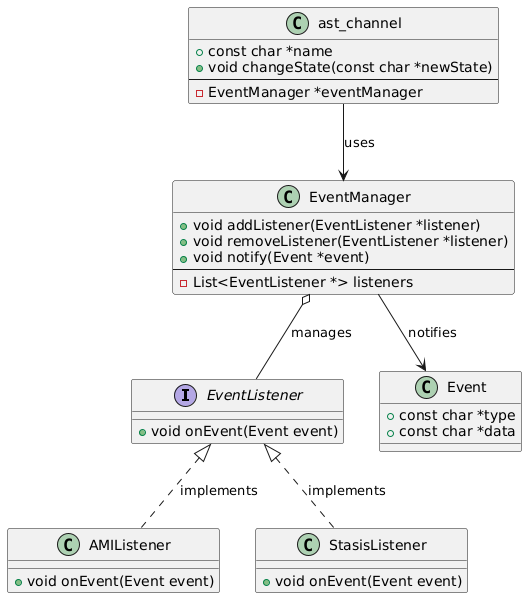 C ast_channel
const char *name
void changeState(const char *newState)
EventManager *eventManager
uses
C EventManager
void addListener(EventListener *listener)
void removeListener(EventListener *listener)
void notify(Event *event)
List<EventListener *> listeners
manages
notifies
I EventListener
void onEvent(Event event)
C Event
const char *type
const char *data
implements
implements
C AMIListener
void onEvent(Event event)
C StasisListener
void onEvent(Event event)